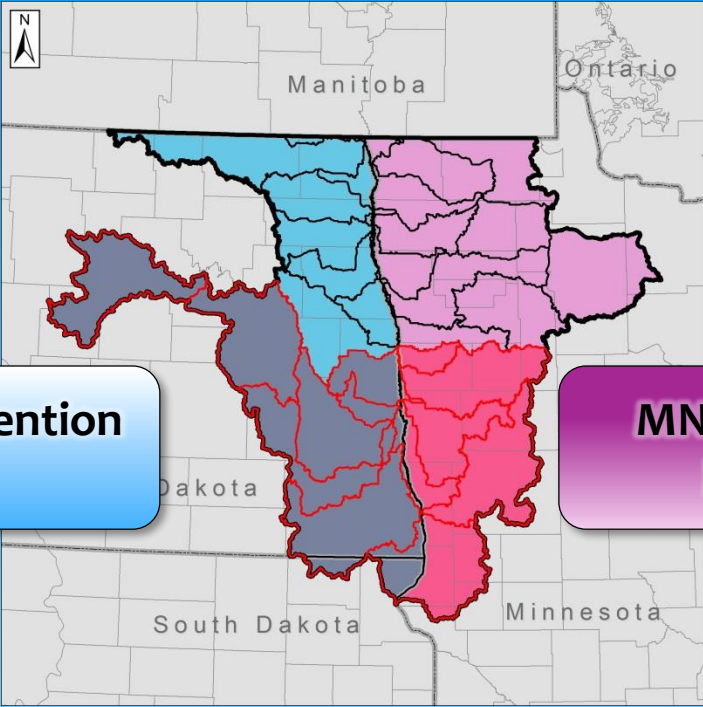 N
Manitoba
Ontario
ention
MN
Dakota
South Dakota
Minnesota